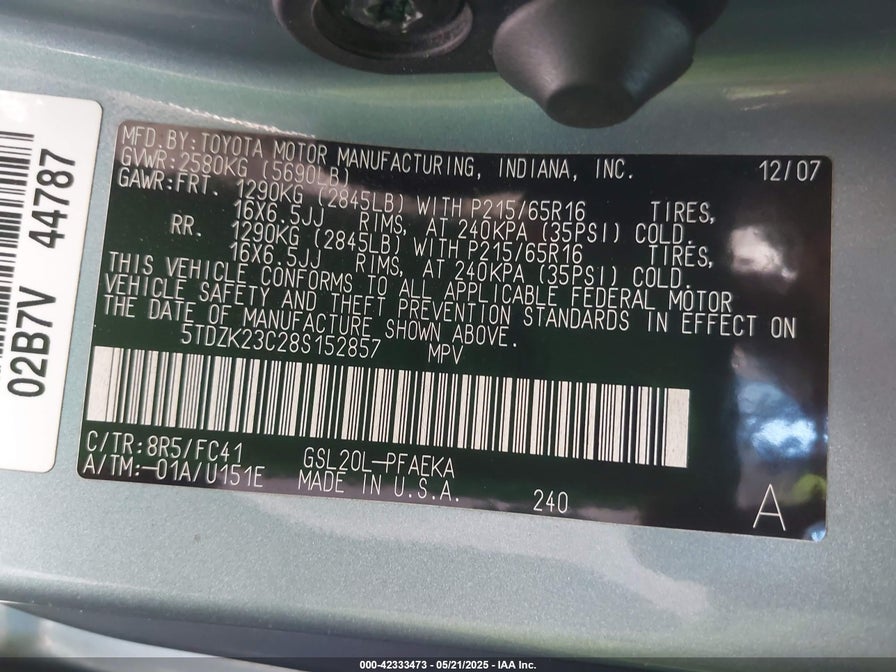 MFD.BY:TOYOTA MOTOR MANUFACTURING, INDIANA, INC. 12/07
GVWR:2580KG (5690LB)
GAWR:FRT. 1290KG (2845LB) WITH P215/65R16 TIRES,
16X6.5JJ RIMS, AT 240KPA (35PSI) COLD.
RR. 1290KG (2845LB) WITH P215/65R16 TIRES,
16X6.5JJ RIMS, AT 240KPA (35PSI) COLD.
THIS VEHICLE CONFORMS TO ALL APPLICABLE FEDERAL MOTOR
VEHICLE SAFETY AND THEFT PREVENTION STANDARDS IN EFFECT ON
THE DATE OF MANUFACTURE SHOWN ABOVE.
5TDZK23C28S152857 MPV
C/TR:8R5/FC41 GSL20L-PFAEKA
A/TM:-01A/U151E MADE IN U.S.A. 240 A
02B7V 44787
000-42333473 - 05/21/2025 - IAA Inc.